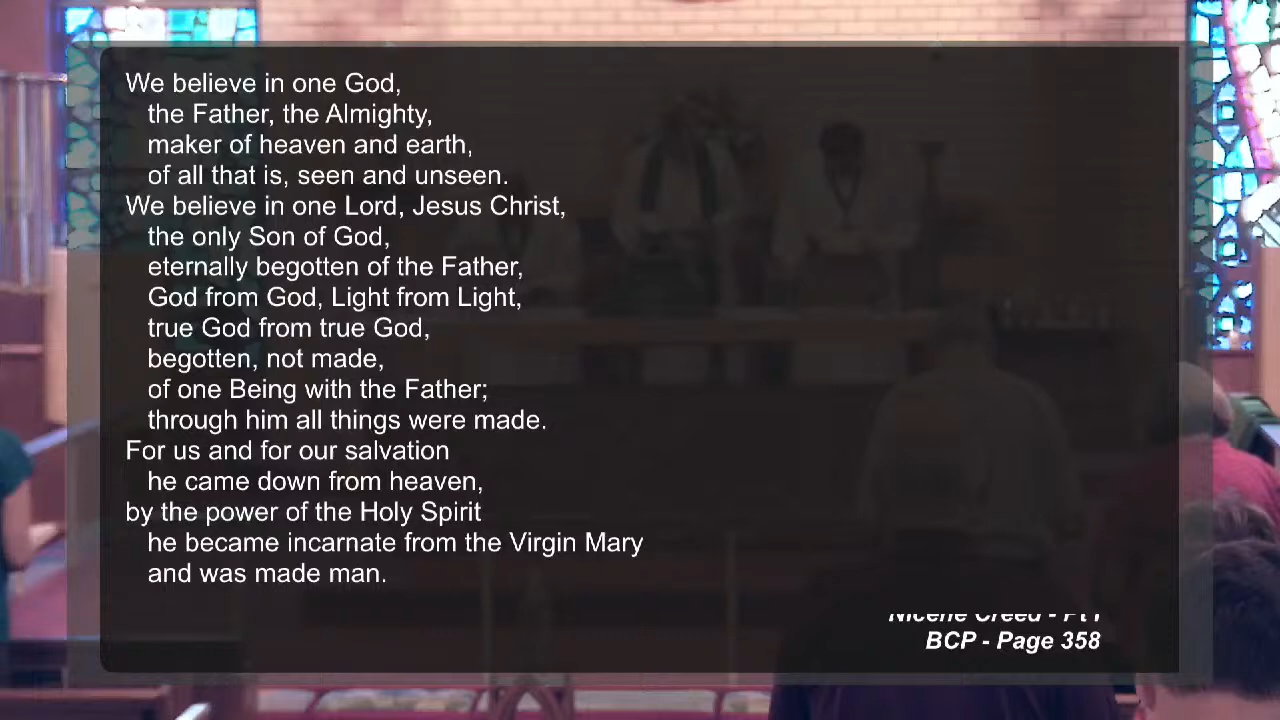 We believe in one God,
the Father, the Almighty,
maker of heaven and earth,
of all that is, seen and unseen.
We believe in one Lord, Jesus Christ,
the only Son of God,
eternally begotten of the Father,
God from God, Light from Light,
true God from true God,
begotten, not made,
of one Being with the Father;
through him all things were made.
For us and for our salvation
he came down from heaven,
by the power of the Holy Spirit
he became incarnate from the Virgin Mary
and was made man.
Nicene Creed - Pt I
BCP - Page 358